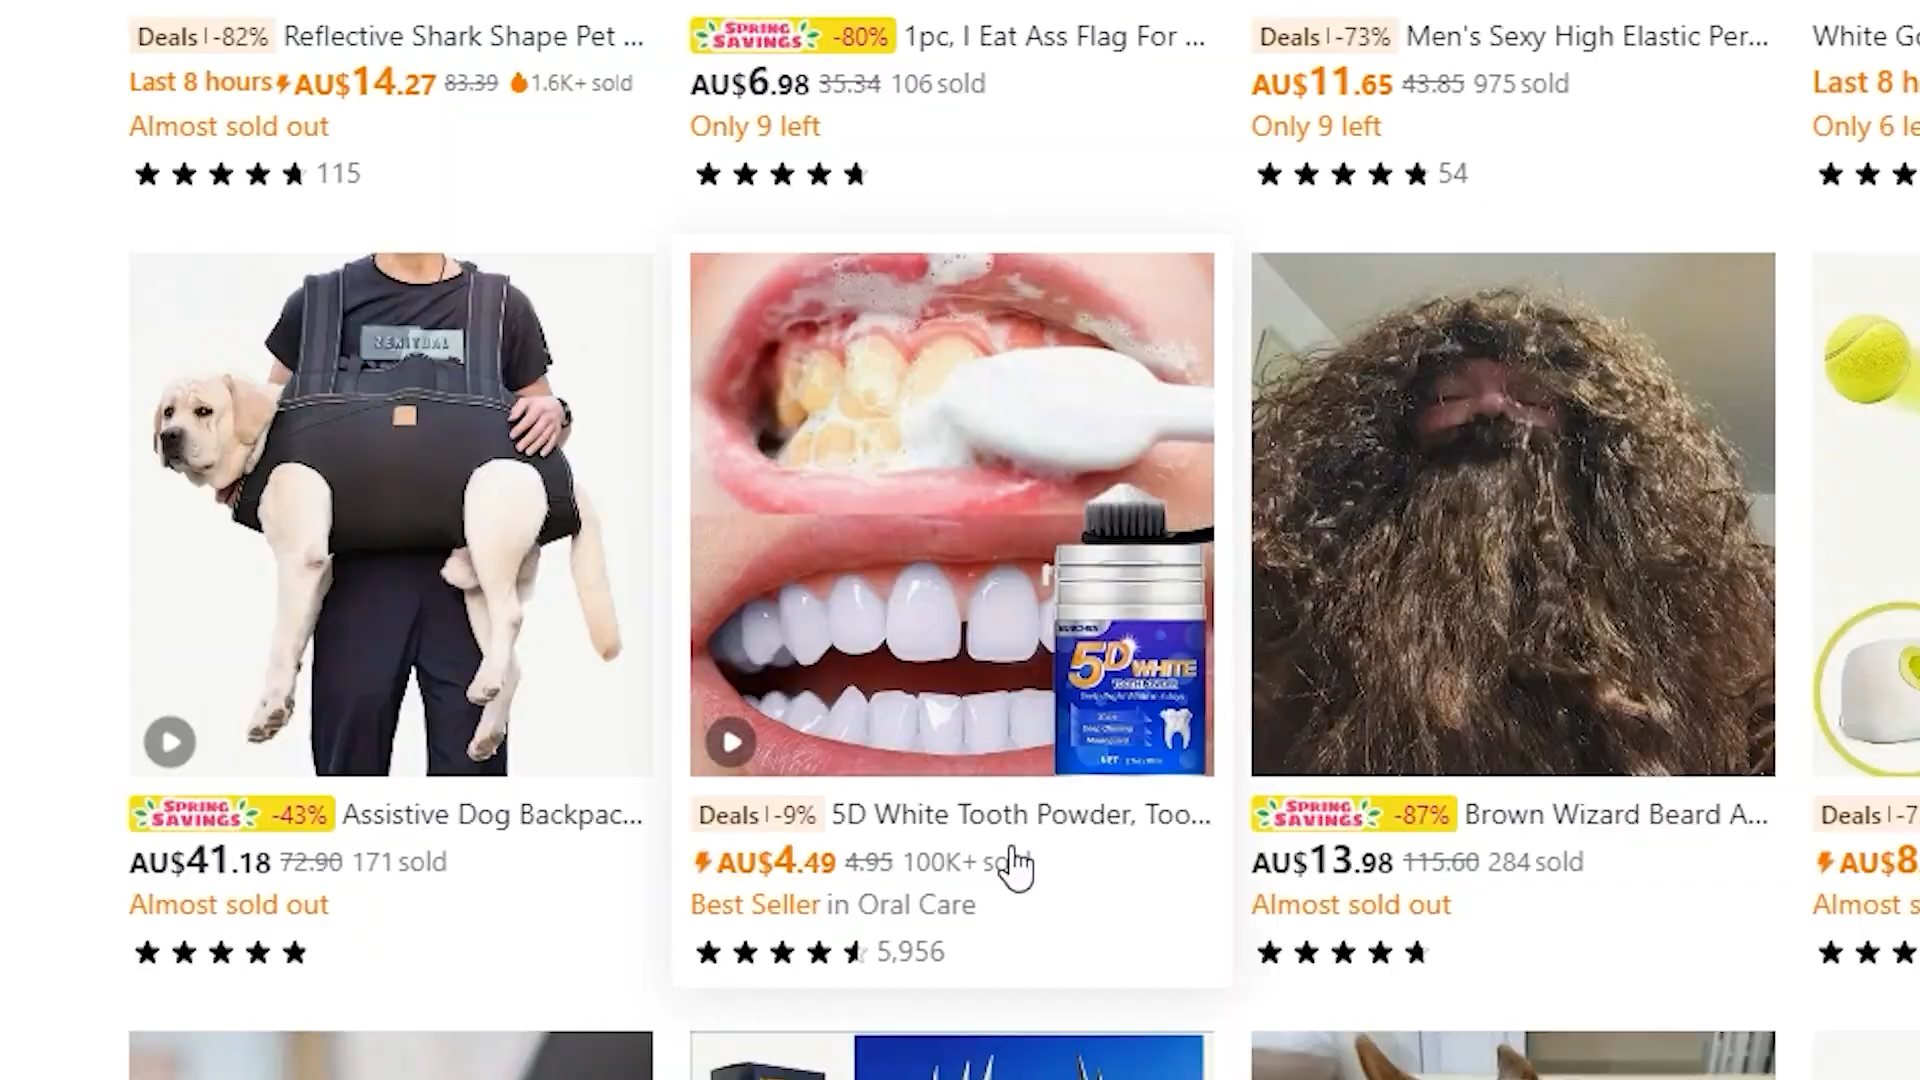 Deals | -82% Reflective Shark Shape Pet ...
Last 8 hours AU$14.27 83.39 1.6K+ sold
Almost sold out
115
SPRING SAVINGS -80% 1pc, I Eat Ass Flag For ...
AU$6.98 35.34 106 sold
Only 9 left
Deals | -73% Men's Sexy High Elastic Per...
AU$11.65 43.85 975 sold
Only 9 left
54
White Go
Last 8 h
Only 6 le
ZENITUAL
5D WHITE
NET
SPRING SAVINGS -43% Assistive Dog Backpac...
AU$41.18 72.90 171 sold
Almost sold out
Deals | -9% 5D White Tooth Powder, Too...
AU$4.49 4.95 100K+ sold
Best Seller in Oral Care
5,956
SPRING SAVINGS -87% Brown Wizard Beard A...
AU$13.98 115.60 284 sold
Almost sold out
Deals | -7
AU$8
Almost s